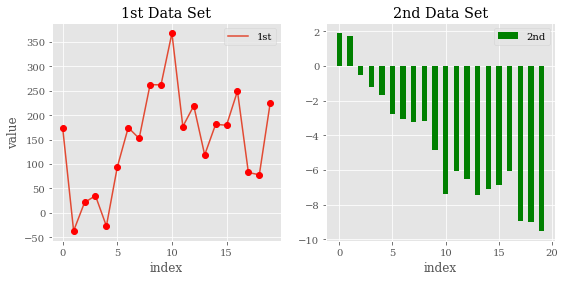 1st Data Set
1st
350
300
250
200
150
100
50
0
−50
0 5 10 15
value
index
2nd Data Set
2nd
2
0
−2
−4
−6
−8
−10
0 5 10 15 20
index